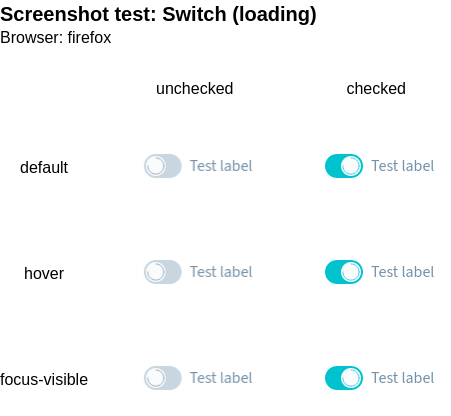 Screenshot test: Switch (loading)
Browser: firefox
unchecked checked
default Test label Test label
hover Test label Test label
focus-visible Test label Test label